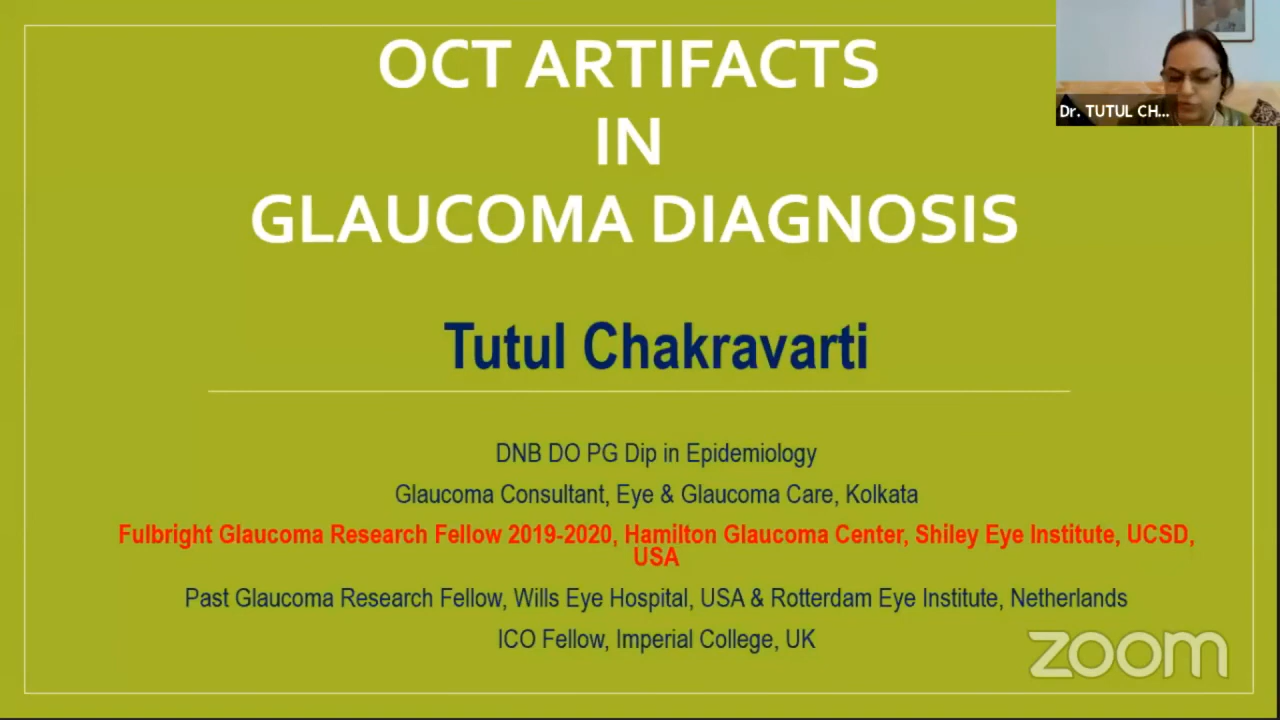 OCT ARTIFACTS
IN
GLAUCOMA DIAGNOSIS
Dr. TUTUL CH...
Tutul Chakravarti
DNB DO PG Dip in Epidemiology
Glaucoma Consultant, Eye & Glaucoma Care, Kolkata
Fulbright Glaucoma Research Fellow 2019-2020, Hamilton Glaucoma Center, Shiley Eye Institute, UCSD,
USA
Past Glaucoma Research Fellow, Wills Eye Hospital, USA & Rotterdam Eye Institute, Netherlands
ICO Fellow, Imperial College, UK
zoom